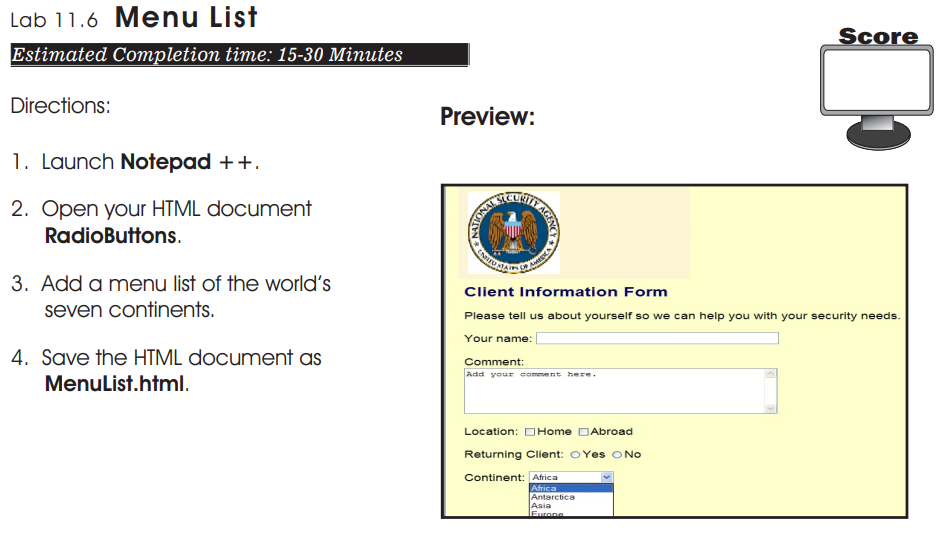 Lab 11.6 Menu List
Estimated Completion time: 15-30 Minutes
Score
Directions:
Preview:
1. Launch Notepad ++.
2. Open your HTML document
RadioButtons.
3. Add a menu list of the world's
seven continents.
4. Save the HTML document as
MenuList.html.
NATIONAL SECURITY AGENCY
UNITED STATES OF AMERICA
Client Information Form
Please tell us about yourself so we can help you with your security needs.
Your name:
Comment:
Add your comment here.
Location: Home Abroad
Returning Client: Yes No
Continent: Africa
Africa
Antarctica
Asia
Europe